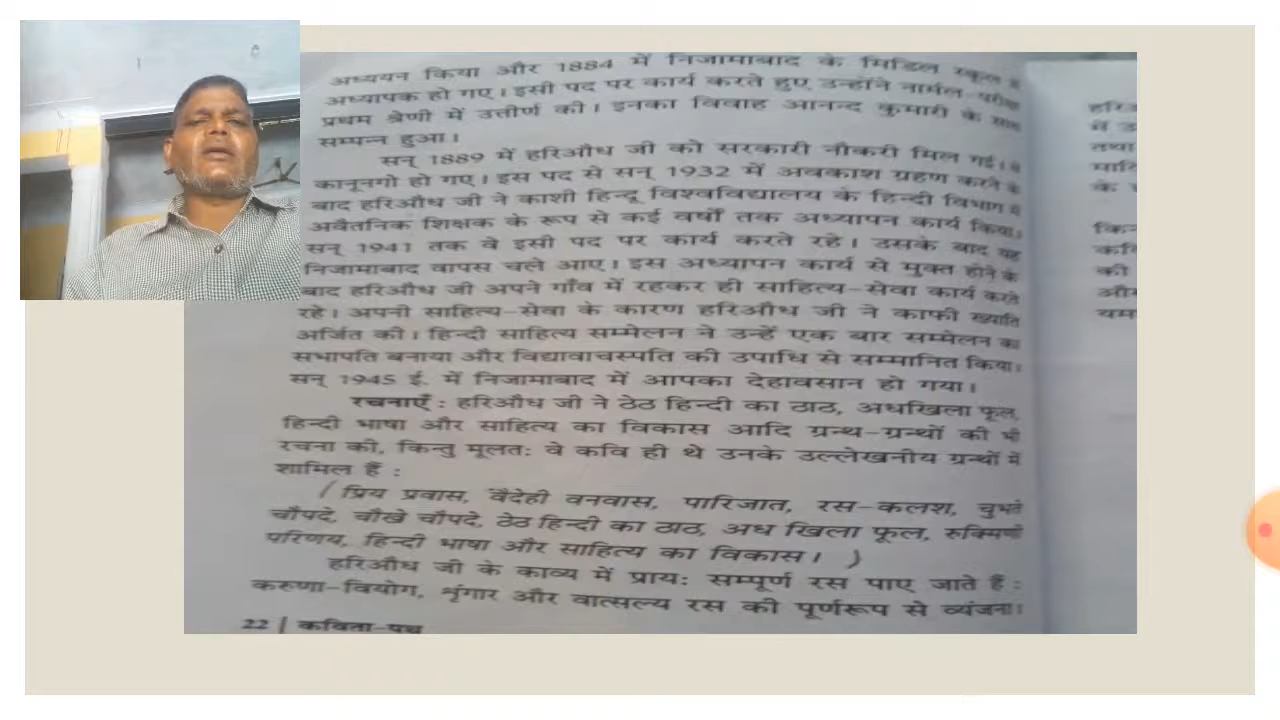 अध्ययन किया और 1884 में निजामाबाद के मिडिल स्कूल में
अध्यापक हो गए। इसी पद पर कार्य करते हुए उन्होंने नार्मल-परीक्षा
प्रथम श्रेणी में उत्तीर्ण की। इनका विवाह आनन्द कुमारी के साथ
सम्पन्न हुआ।
सन् 1889 में हरिऔध जी को सरकारी नौकरी मिल गई। वे
कानूनगो हो गए। इस पद से सन् 1932 में अवकाश ग्रहण करने के
बाद हरिऔध जी ने काशी हिन्दू विश्वविद्यालय के हिन्दी विभाग में
अवैतनिक शिक्षक के रूप से कई वर्षों तक अध्यापन कार्य किया।
सन् 1941 तक वे इसी पद पर कार्य करते रहे। उसके बाद यह
निजामाबाद वापस चले आए। इस अध्यापन कार्य से मुक्त होने के
बाद हरिऔध जी अपने गाँव में रहकर ही साहित्य-सेवा कार्य करते
रहे। अपनी साहित्य-सेवा के कारण हरिऔध जी ने काफी ख्याति
अर्जित की। हिन्दी साहित्य सम्मेलन ने उन्हें एक बार सम्मेलन का
सभापति बनाया और विद्यावाचस्पति की उपाधि से सम्मानित किया।
सन् 1945 ई. में निजामाबाद में आपका देहावसान हो गया।
रचनाएँ : हरिऔध जी ने ठेठ हिन्दी का ठाठ, अधखिला फूल,
हिन्दी भाषा और साहित्य का विकास आदि ग्रन्थ-ग्रन्थों की भी
रचना की, किन्तु मूलतः वे कवि ही थे उनके उल्लेखनीय ग्रन्थों में
शामिल हैं :
( प्रिय प्रवास, वैदेही वनवास, पारिजात, रस-कलश, चुभते
चौपदे, चौखे चौपदे, ठेठ हिन्दी का ठाठ, अध खिला फूल, रुक्मिणी
परिणय, हिन्दी भाषा और साहित्य का विकास। )
हरिऔध जी के काव्य में प्रायः सम्पूर्ण रस पाए जाते हैं :
करुणा-वियोग, शृंगार और वात्सल्य रस की पूर्णरूप से व्यंजना।
22 | कविता-पथ